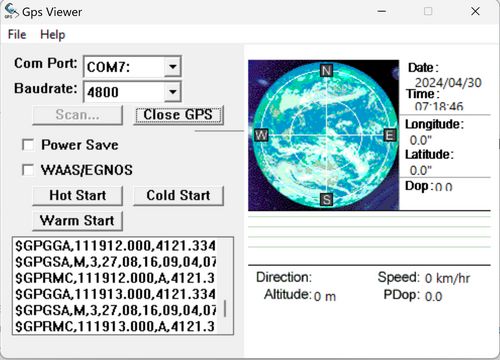 Gps Viewer
File Help
Com Port: COM7:
Baudrate: 4800
Scan... Close GPS
Power Save
WAAS/EGNOS
Hot Start Cold Start
Warm Start
$GPGGA,111912.000,4121.334
$GPGSA,M,3,27,08,16,09,04,07
$GPRMC,111912.000,A,4121.3
$GPGGA,111913.000,4121.334
$GPGSA,M,3,27,08,16,09,04,07
$GPRMC,111913.000,A,4121.3
N
W E
S
Date:
2024/04/30
Time:
07:18:46
Longitude:
0.0"
Latitude:
0.0"
Dop: 0.0
Direction: Speed: 0 km/hr
Altitude: 0 m PDop: 0.0